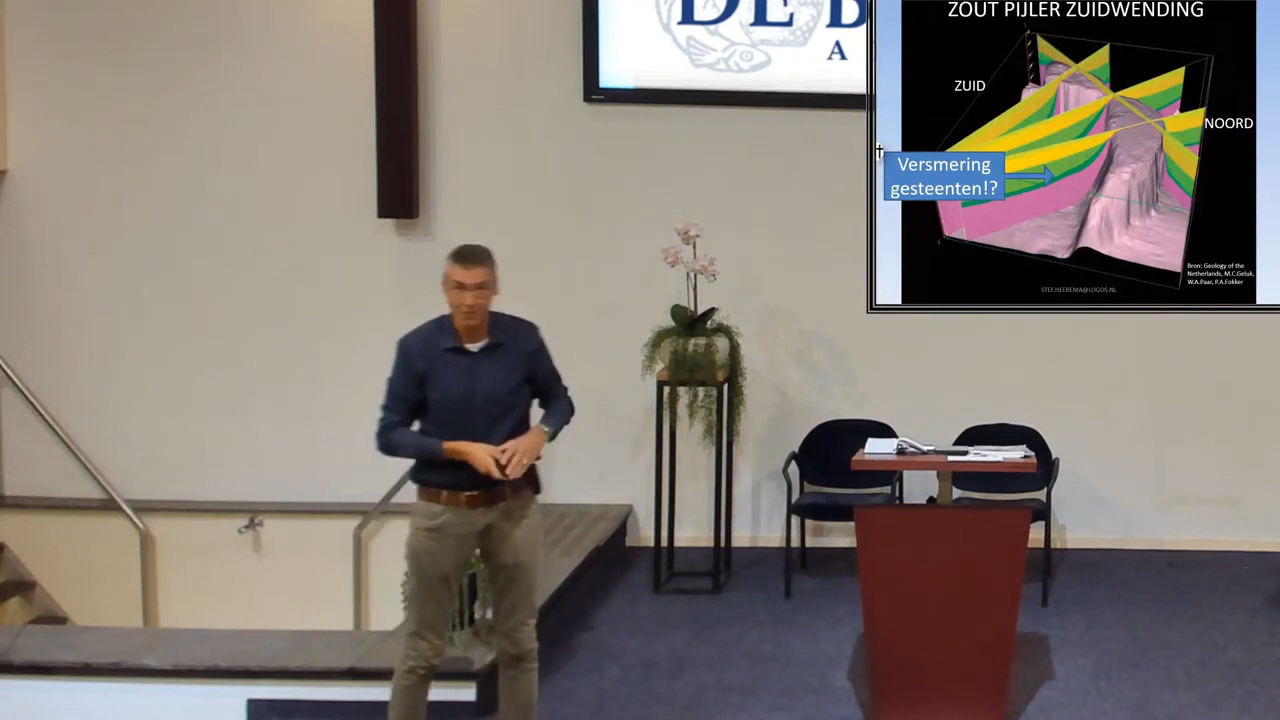 DE B
A
ZOUT PIJLER ZUIDWENDING
ZUID
NOORD
Versmering
gesteenten!?
Bron: Geology of the
Netherlands, M.C.Geluk,
W.A.Paar, P.A.Fokker
STEF.HEEREMA@LOGOS.NL